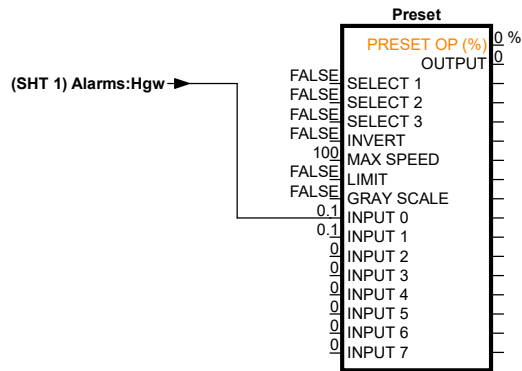 Preset
PRESET OP (%) 0 %
OUTPUT 0
(SHT 1) Alarms:Hgw
FALSE SELECT 1
FALSE SELECT 2
FALSE SELECT 3
FALSE INVERT
100 MAX SPEED
FALSE LIMIT
FALSE GRAY SCALE
0.1 INPUT 0
0.1 INPUT 1
0 INPUT 2
0 INPUT 3
0 INPUT 4
0 INPUT 5
0 INPUT 6
0 INPUT 7